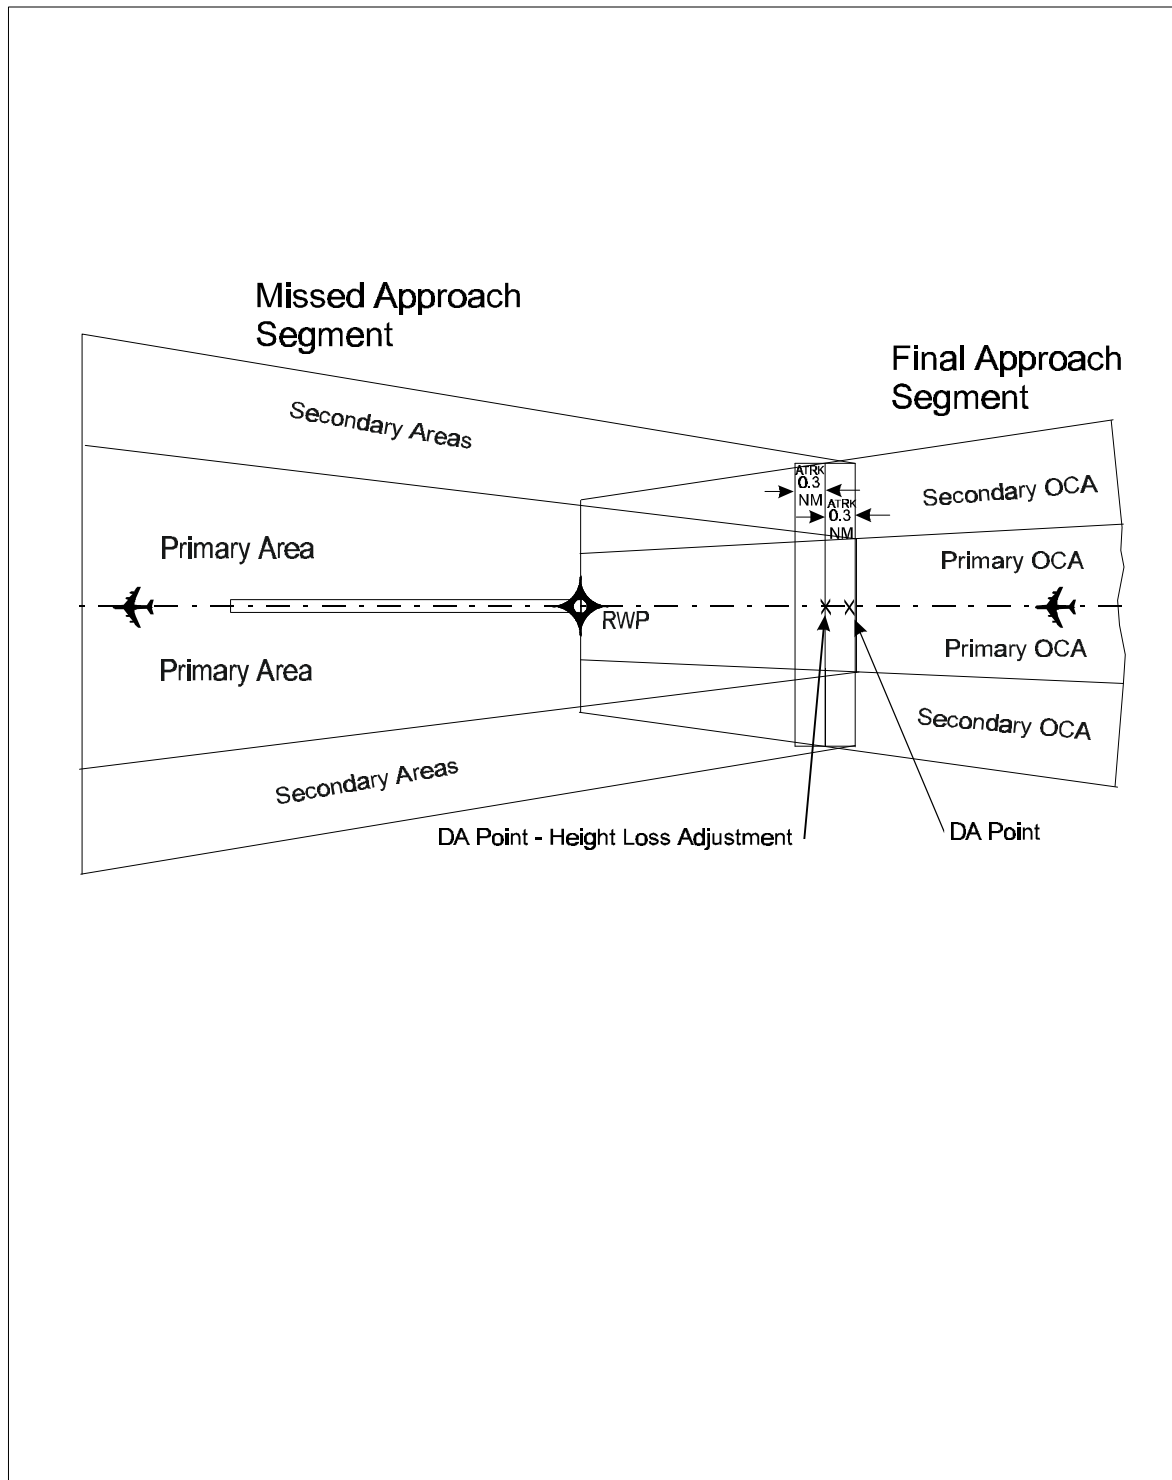 Missed Approach
Segment
Final Approach
Segment
Secondary Areas
ATRK
0.3
NM
ATRK
0.3
NM
Secondary OCA
Primary Area
Primary OCA
RWP
Primary Area
Primary OCA
Secondary OCA
Secondary Areas
DA Point - Height Loss Adjustment
DA Point